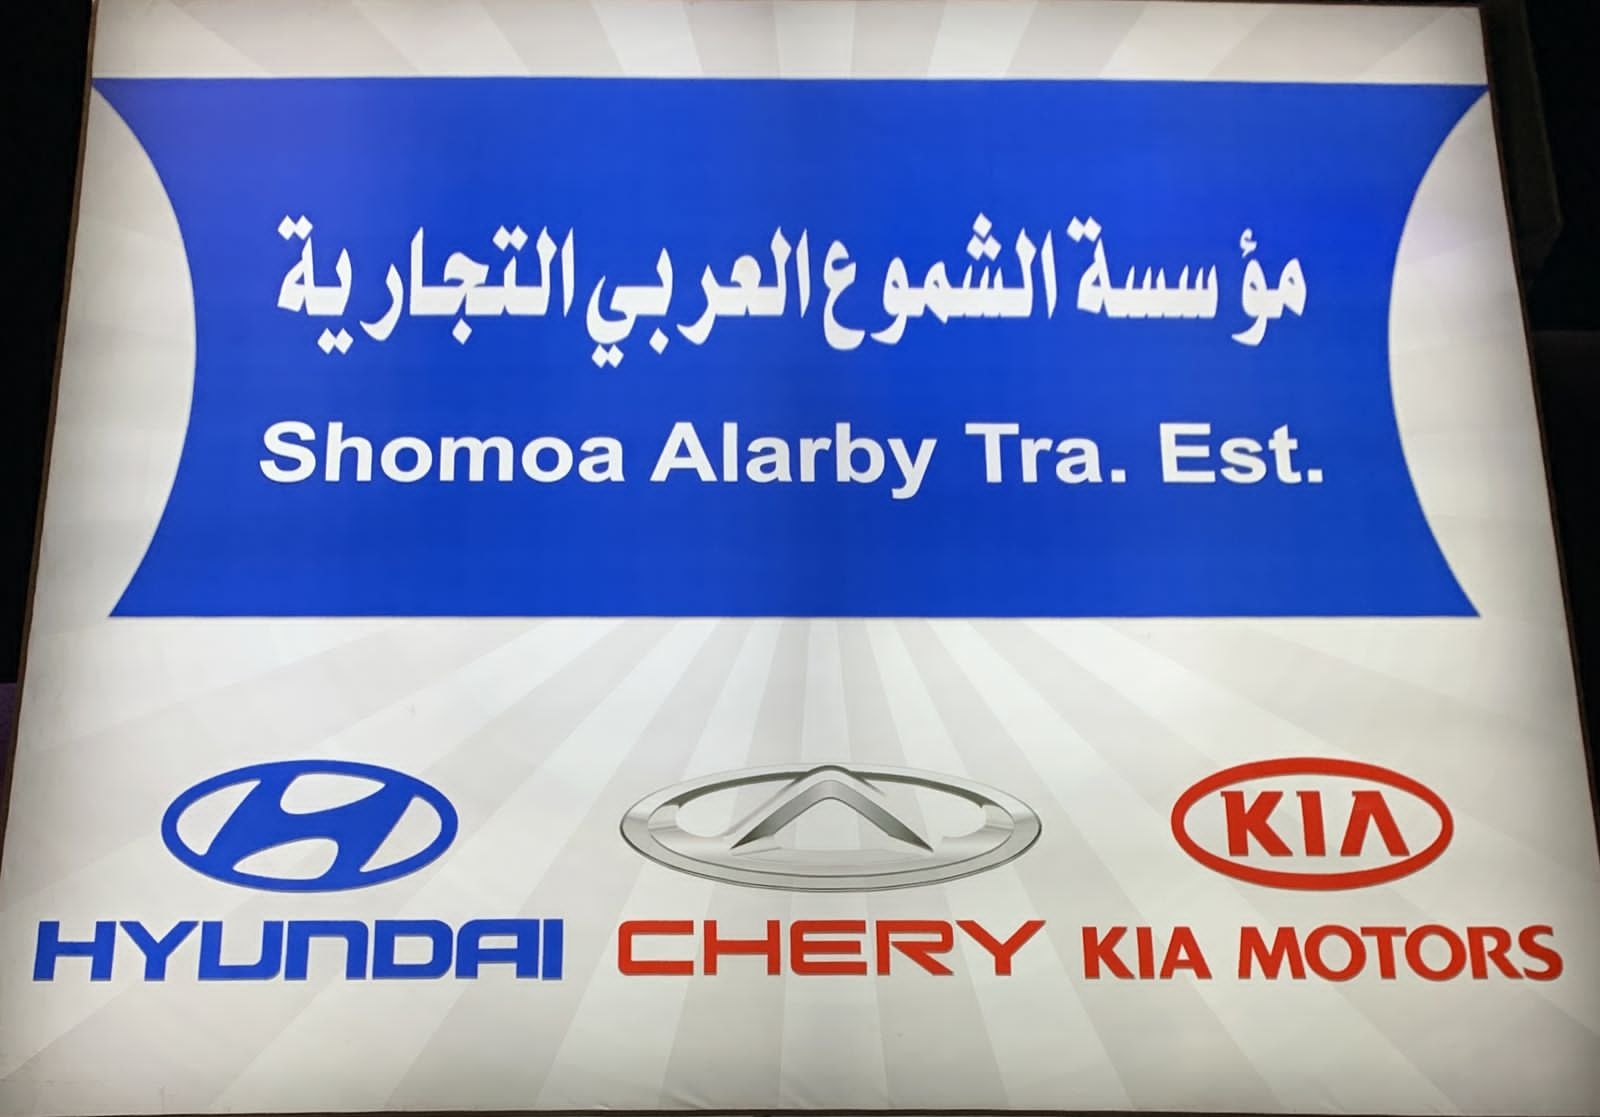 مؤسسة الشموع العربي التجارية
Shomoa Alarby Tra. Est.
KIA
HYUNDAI CHERY KIA MOTORS